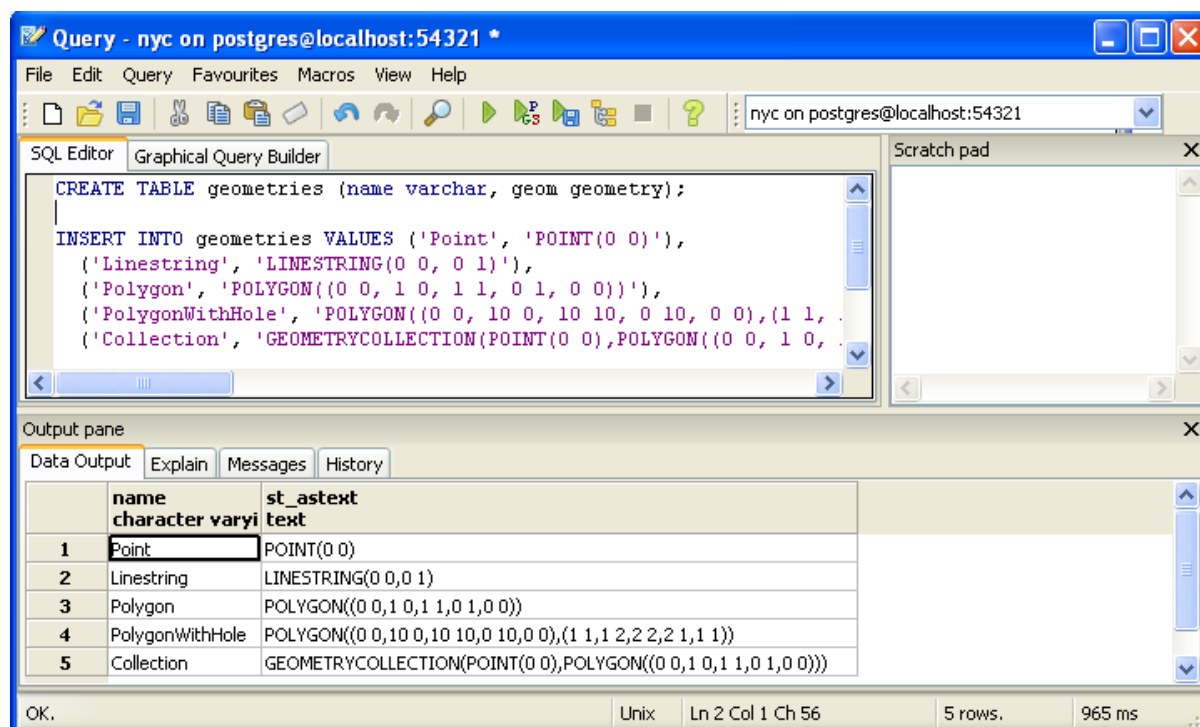 Query - nyc on postgres@localhost:54321 *
File Edit Query Favourites Macros View Help
nyc on postgres@localhost:54321
SQL Editor Graphical Query Builder
Scratch pad
CREATE TABLE geometries (name varchar, geom geometry);
INSERT INTO geometries VALUES ('Point', 'POINT(0 0)'),
('Linestring', 'LINESTRING(0 0, 0 1)'),
('Polygon', 'POLYGON((0 0, 1 0, 1 1, 0 1, 0 0))'),
('PolygonWithHole', 'POLYGON((0 0, 10 0, 10 10, 0 10, 0 0),(1 1, .
('Collection', 'GEOMETRYCOLLECTION(POINT(0 0),POLYGON((0 0, 1 0, .
Output pane
Data Output Explain Messages History
name st_astext
character varyi text
1 Point POINT(0 0)
2 Linestring LINESTRING(0 0,0 1)
3 Polygon POLYGON((0 0,1 0,1 1,0 1,0 0))
4 PolygonWithHole POLYGON((0 0,10 0,10 10,0 10,0 0),(1 1,1 2,2 2,2 1,1 1))
5 Collection GEOMETRYCOLLECTION(POINT(0 0),POLYGON((0 0,1 0,1 1,0 1,0 0)))
OK. Unix Ln 2 Col 1 Ch 56 5 rows. 965 ms